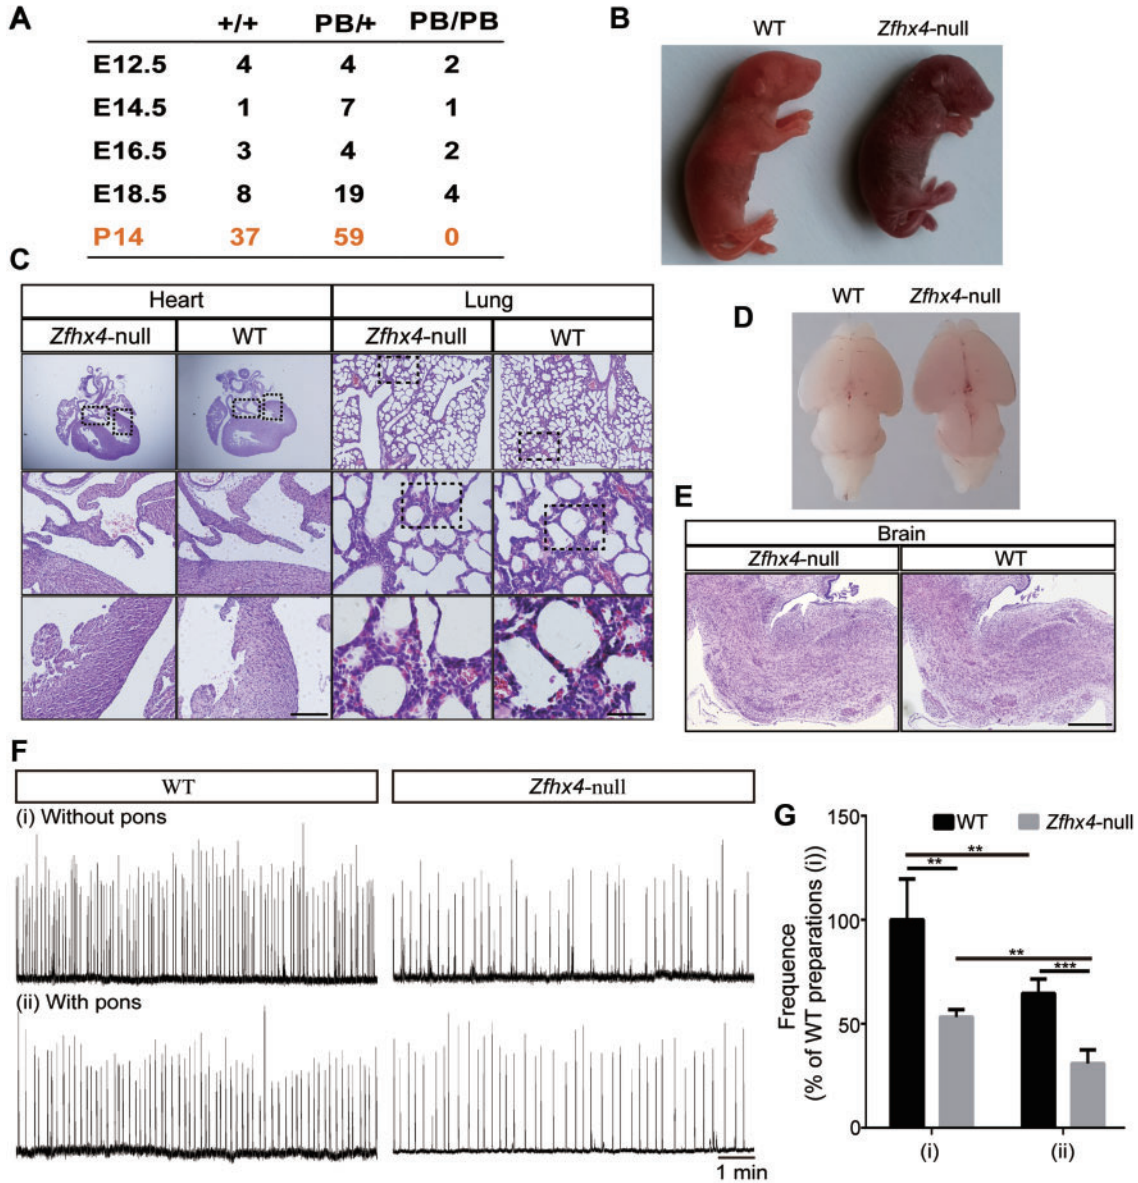 A
+/+ PB/+ PB/PB
E12.5 4 4 2
E14.5 1 7 1
E16.5 3 4 2
E18.5 8 19 4
P14 37 59 0
B
WT Zfhx4-null
C
Heart Lung
Zfhx4-null WT Zfhx4-null WT
D
WT Zfhx4-null
E
Brain
Zfhx4-null WT
F
WT Zfhx4-null
(i) Without pons
(ii) With pons
1 min
G
WT Zfhx4-null
Frequence
(% of WT preparations (i))
150
100
50
0
**
**
**
***
(i) (ii)